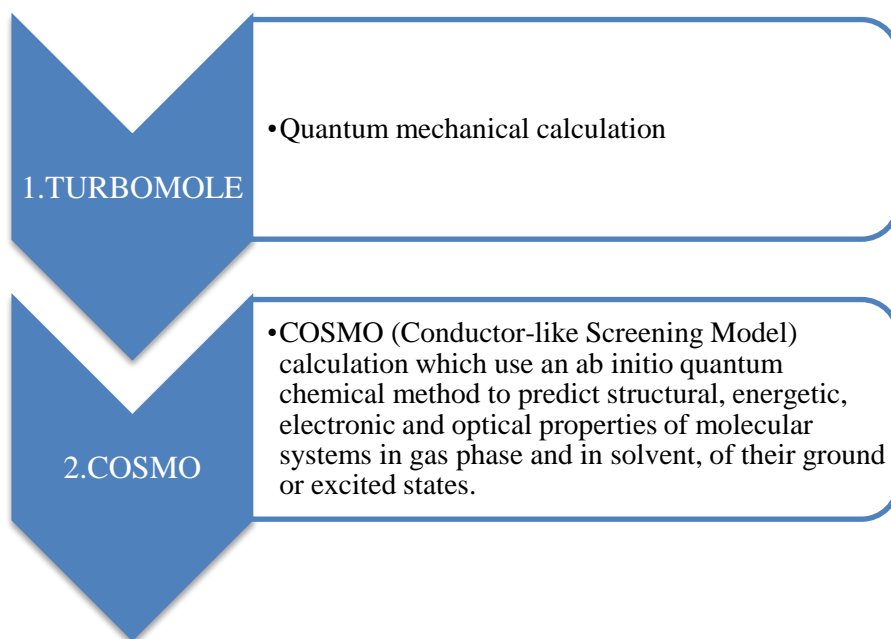 1.TURBOMOLE
•Quantum mechanical calculation
2.COSMO
•COSMO (Conductor-like Screening Model)
calculation which use an ab initio quantum
chemical method to predict structural, energetic,
electronic and optical properties of molecular
systems in gas phase and in solvent, of their ground
or excited states.